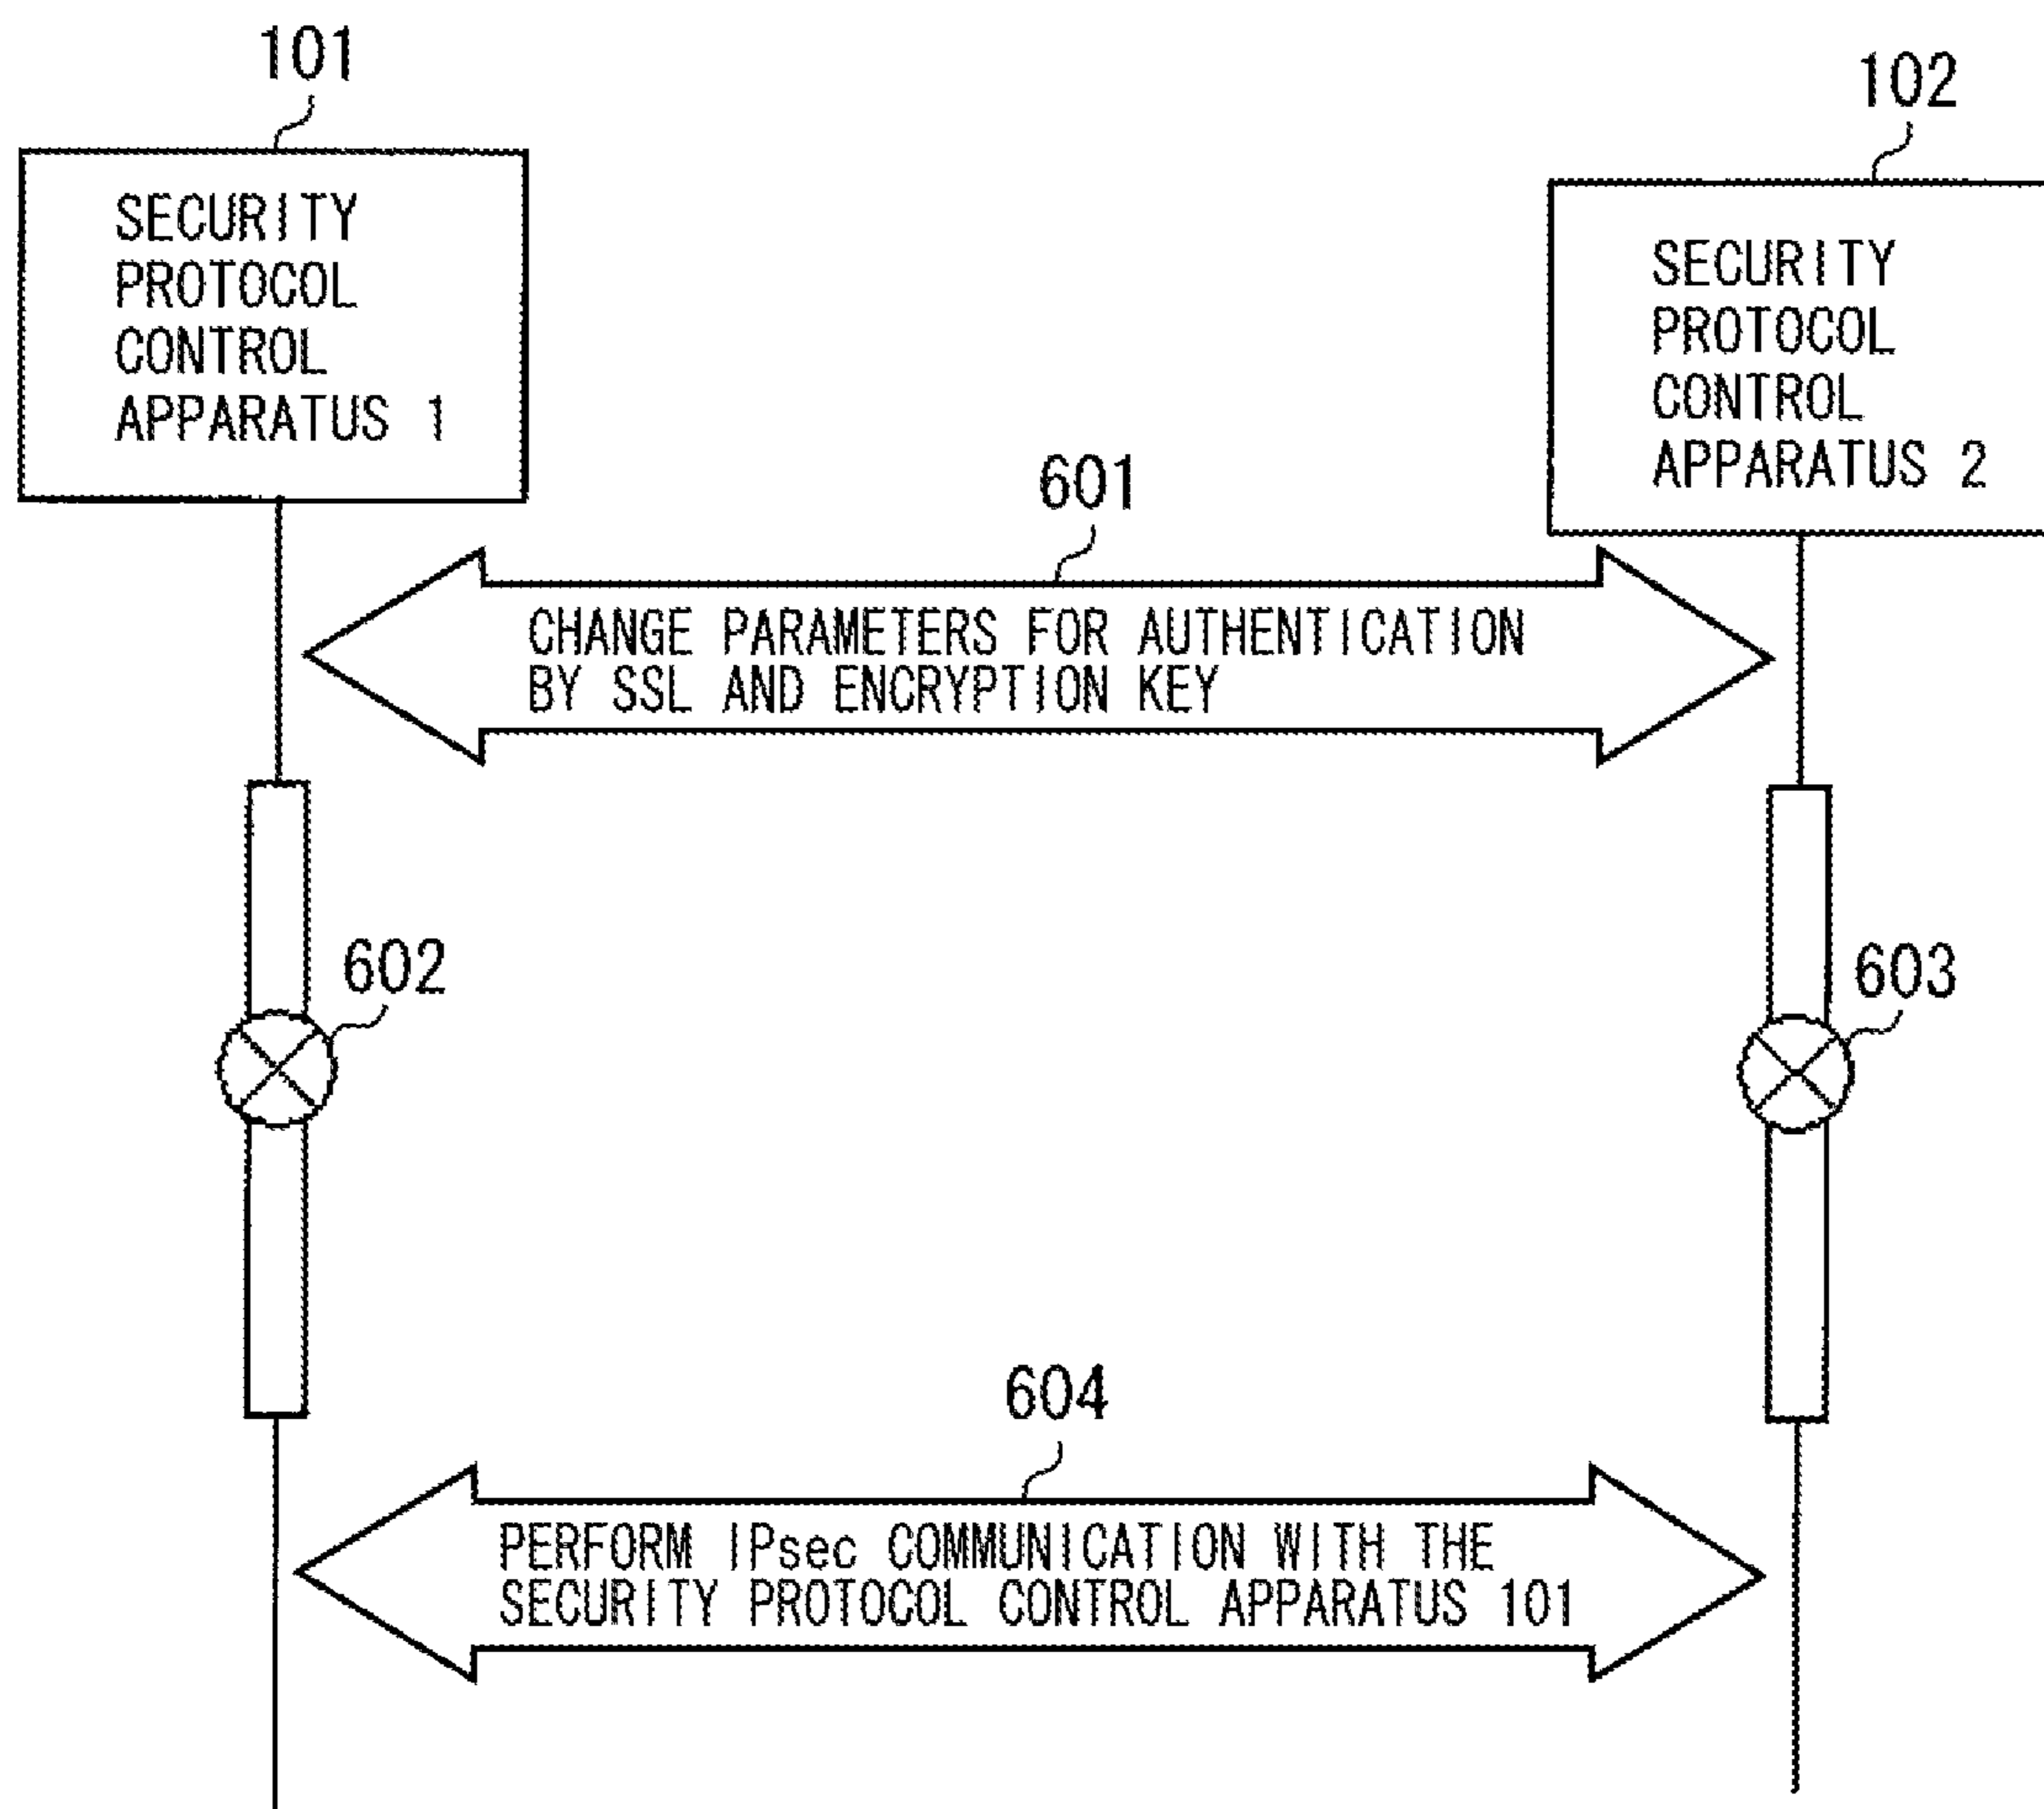 101
SECURITY
PROTOCOL
CONTROL
APPARATUS 1
102
SECURITY
PROTOCOL
CONTROL
APPARATUS 2
601
CHANGE PARAMETERS FOR AUTHENTICATION
BY SSL AND ENCRYPTION KEY
602
603
604
PERFORM IPsec COMMUNICATION WITH THE
SECURITY PROTOCOL CONTROL APPARATUS 101